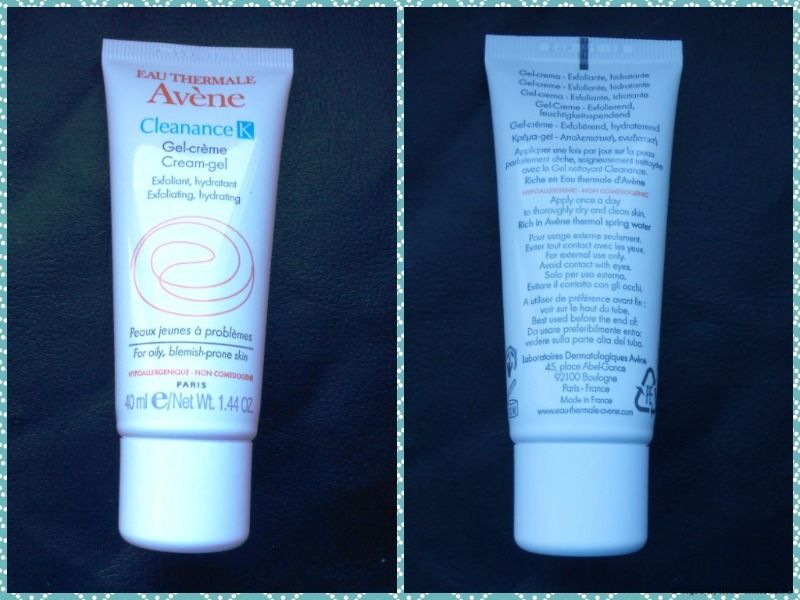 EAU THERMALE
Avène
Cleanance K
Gel-crème
Cream-gel
Exfoliant, hydratant
Exfoliating, hydrating
Peaux jeunes à problèmes
For oily, blemish-prone skin
HYPOALLERGENIQUE - NON COMEDOGENE
PARIS
40 ml e/Net Wt. 1.44 OZ.
Gel-crema - Exfoliante, hidratante
Gel-creme - Exfoliante, hidratante
Gel-crema - Esfoliante, idratante
Gel-Creme - Exfolierend,
feuchtigkeitsspendend
Gel-crème - Exfoliërend, hydraterend
Κρέμα-gel - Απολεπιστική, ενυδατική
Appliquer une fois par jour sur la peau
parfaitement sèche, soigneusement nettoyée
avec le Gel nettoyant Cleanance.
Riche en Eau thermale d'Avène
HYPOALLERGENIC - NON COMEDOGENIC
Apply once a day
to thoroughly dry and clean skin.
Rich in Avène thermal spring water
Pour usage externe seulement.
Eviter tout contact avec les yeux.
For external use only.
Avoid contact with eyes.
Solo per uso esterno.
Evitare il contatto con gli occhi.
A utiliser de préférence avant fin :
voir sur le haut du tube.
Best used before the end of:
Da usare preferibilmente entro:
vedere sulla parte alta del tubo.
Laboratoires Dermatologiques Avène
45, place Abel-Gance
92100 Boulogne
Paris - France
Made in France
www.eau-thermale-avene.com
PE